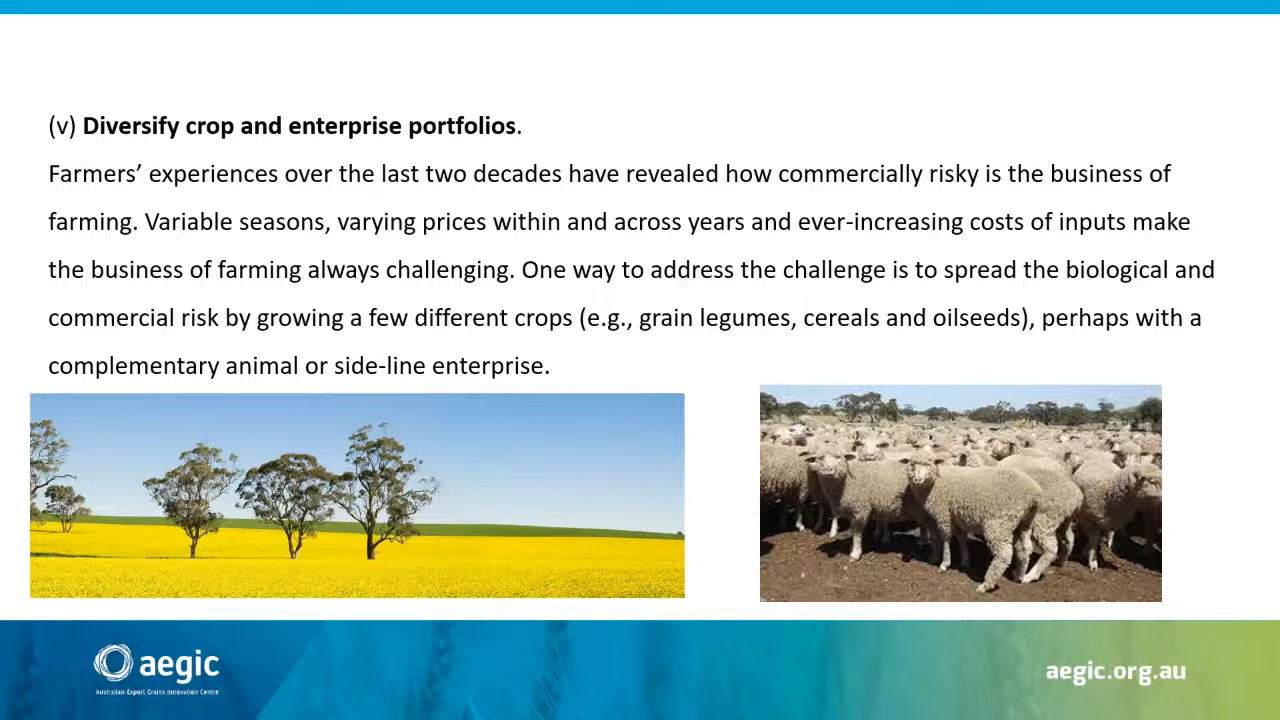 (v) Diversify crop and enterprise portfolios.
Farmers’ experiences over the last two decades have revealed how commercially risky is the business of
farming. Variable seasons, varying prices within and across years and ever-increasing costs of inputs make
the business of farming always challenging. One way to address the challenge is to spread the biological and
commercial risk by growing a few different crops (e.g., grain legumes, cereals and oilseeds), perhaps with a
complementary animal or side-line enterprise.
aegic
Australian Export Grains Innovation Centre
aegic.org.au